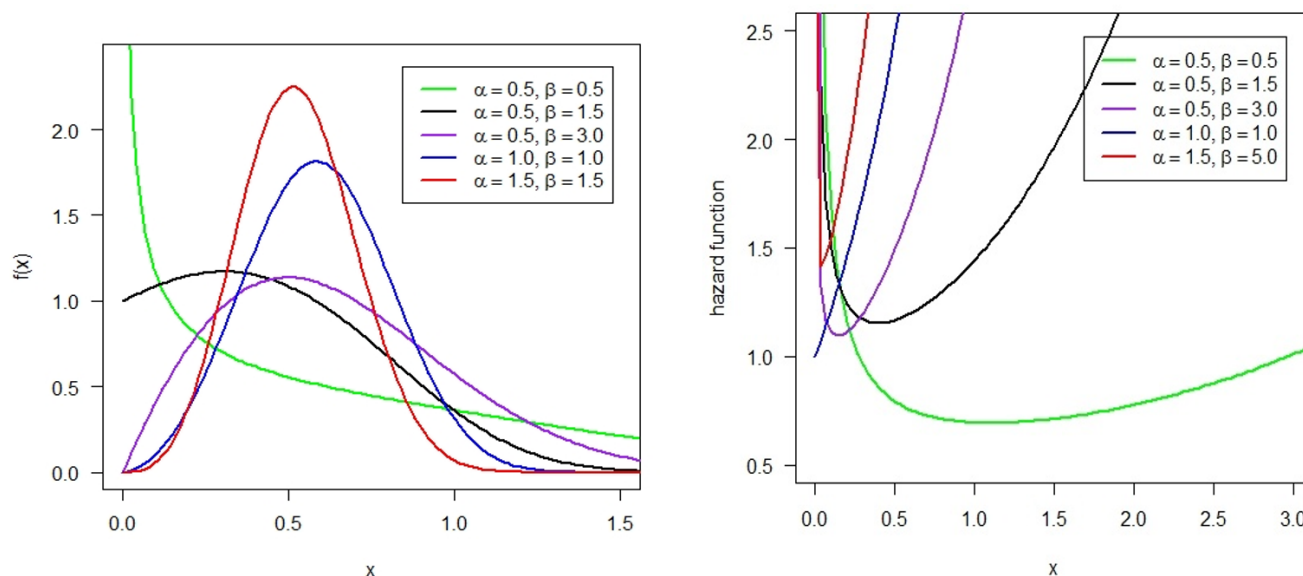 f(x)
2.0
1.5
1.0
0.5
0.0
α = 0.5, β = 0.5
α = 0.5, β = 1.5
α = 0.5, β = 3.0
α = 1.0, β = 1.0
α = 1.5, β = 1.5
0.0 0.5 1.0 1.5
x
hazard function
2.5
2.0
1.5
1.0
0.5
α = 0.5, β = 0.5
α = 0.5, β = 1.5
α = 0.5, β = 3.0
α = 1.0, β = 1.0
α = 1.5, β = 5.0
0.0 0.5 1.0 1.5 2.0 2.5 3.0
x